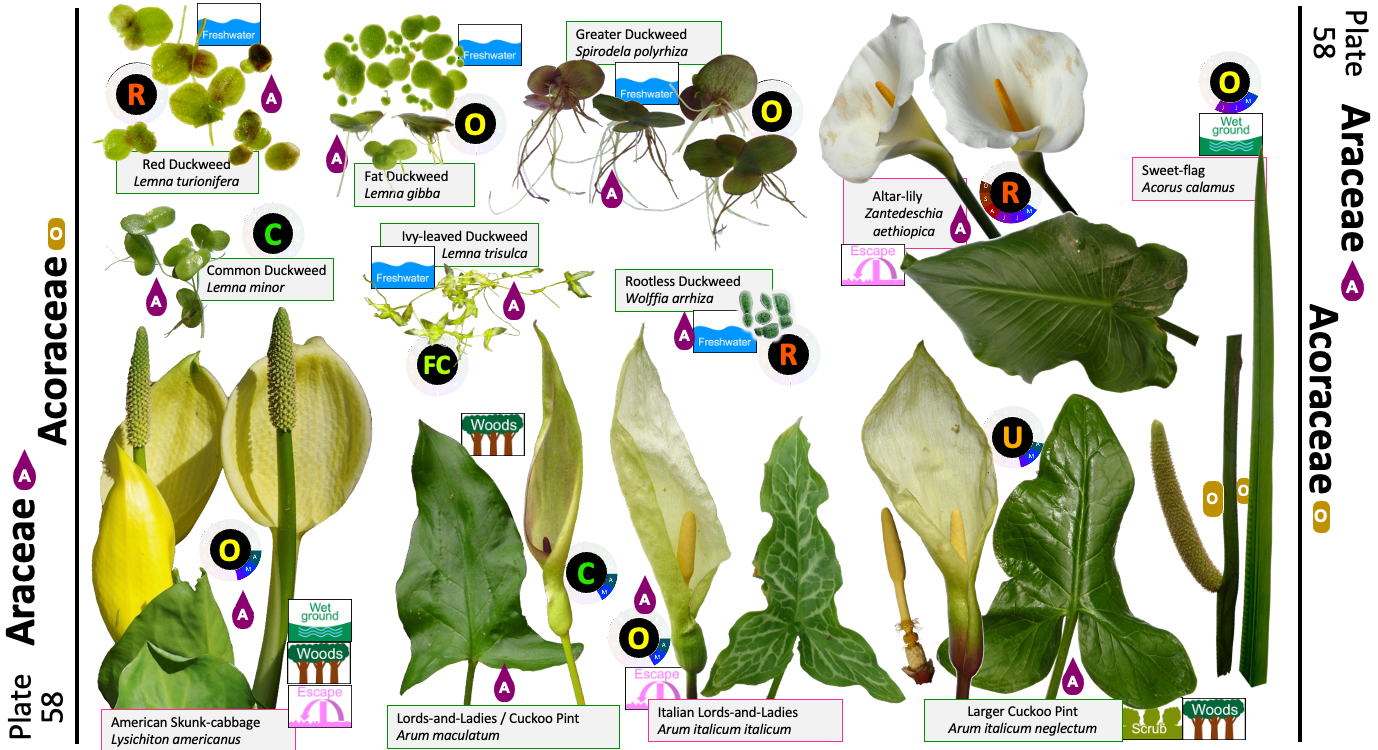 Plate
58
Araceae A
Acoraceae O
Freshwater
R
A
Red Duckweed
Lemna turionifera
Freshwater
O
A
Fat Duckweed
Lemna gibba
Greater Duckweed
Spirodela polyrhiza
Freshwater
O
A
Altar-lily
Zantedeschia
aethiopica
A
R
O
S
A
J
J
M
Escape
O
J
J
M
Wet
ground
Sweet-flag
Acorus calamus
O
O
C
Common Duckweed
Lemna minor
A
Ivy-leaved Duckweed
Lemna trisulca
Freshwater
A
FC
Rootless Duckweed
Wolffia arrhiza
A
Freshwater
R
O
A
M
A
Wet
ground
Woods
Escape
American Skunk-cabbage
Lysichiton americanus
Woods
C
A
M
A
Lords-and-Ladies / Cuckoo Pint
Arum maculatum
A
O
A
M
Escape
Italian Lords-and-Ladies
Arum italicum italicum
U
A
M
A
Larger Cuckoo Pint
Arum italicum neglectum
Scrub
Woods
Plate
58
Araceae A
Acoraceae O